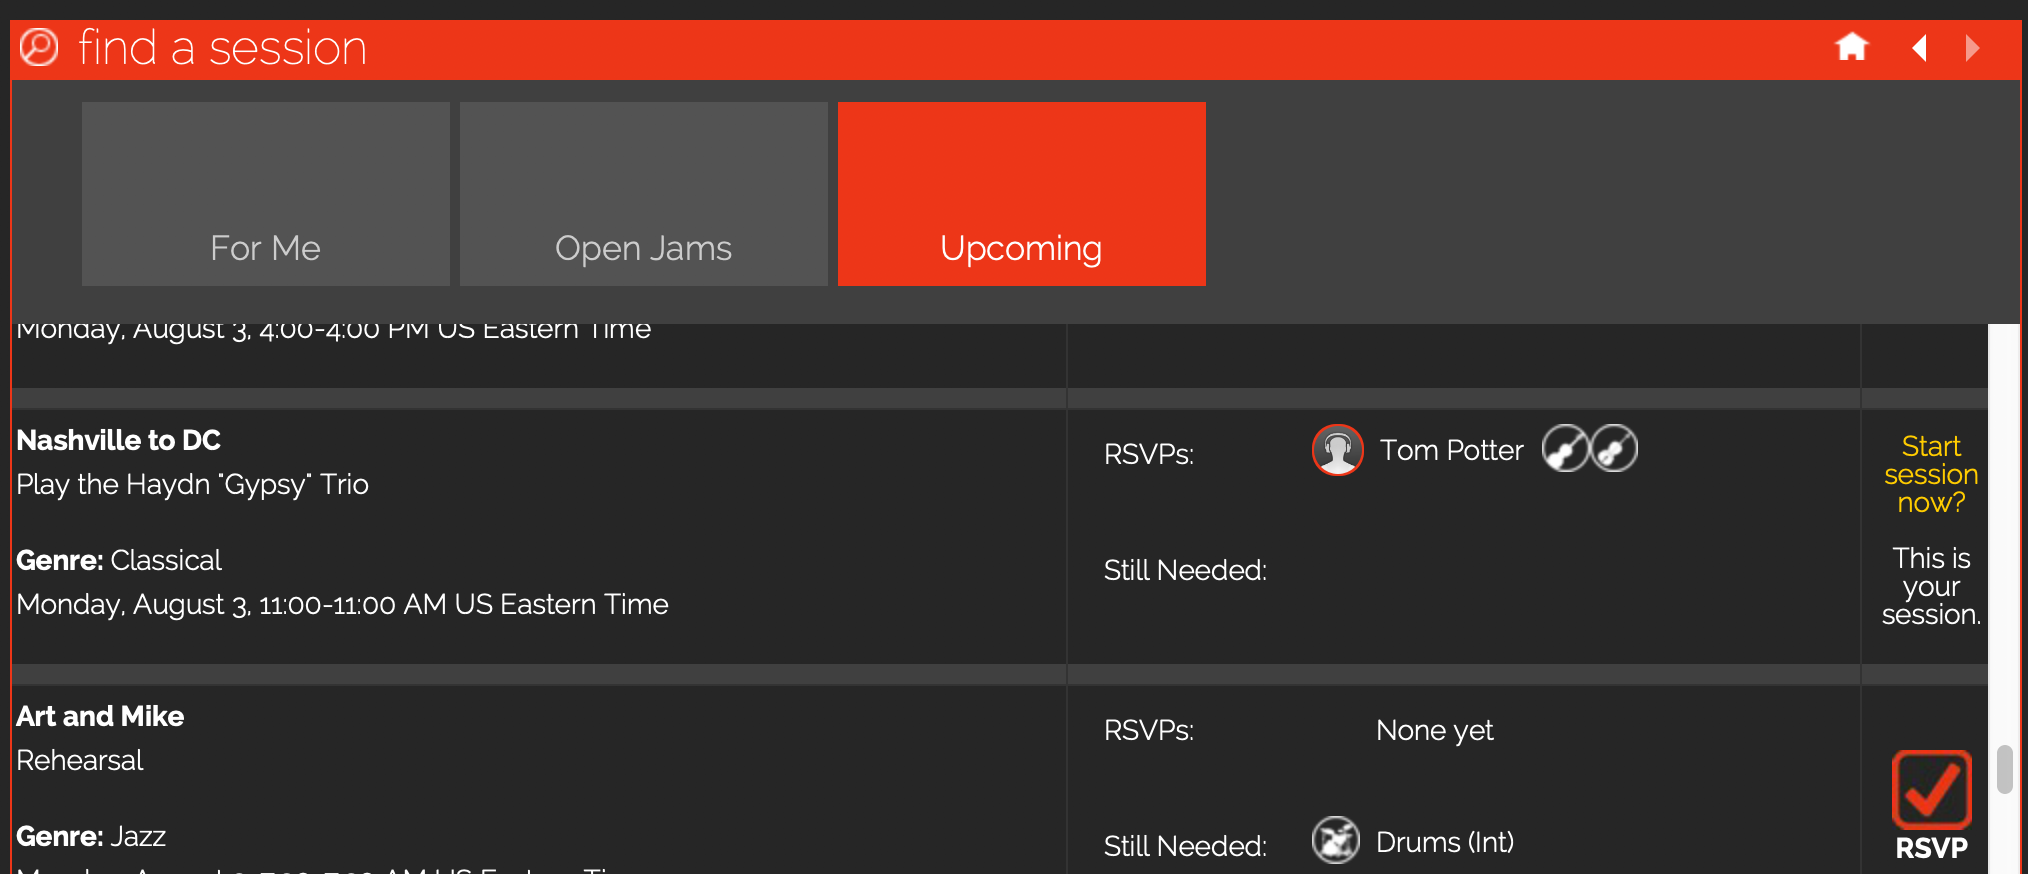 find a session
For Me
Open Jams
Upcoming
Monday, August 3, 4:00-4:00 PM US Eastern Time
Nashville to DC
Play the Haydn "Gypsy" Trio
Genre: Classical
Monday, August 3, 11:00-11:00 AM US Eastern Time
RSVPs:
Tom Potter
Still Needed:
Start
session
now?
This is
your
session.
Art and Mike
Rehearsal
Genre: Jazz
RSVPs:
None yet
Still Needed:
Drums (Int)
RSVP